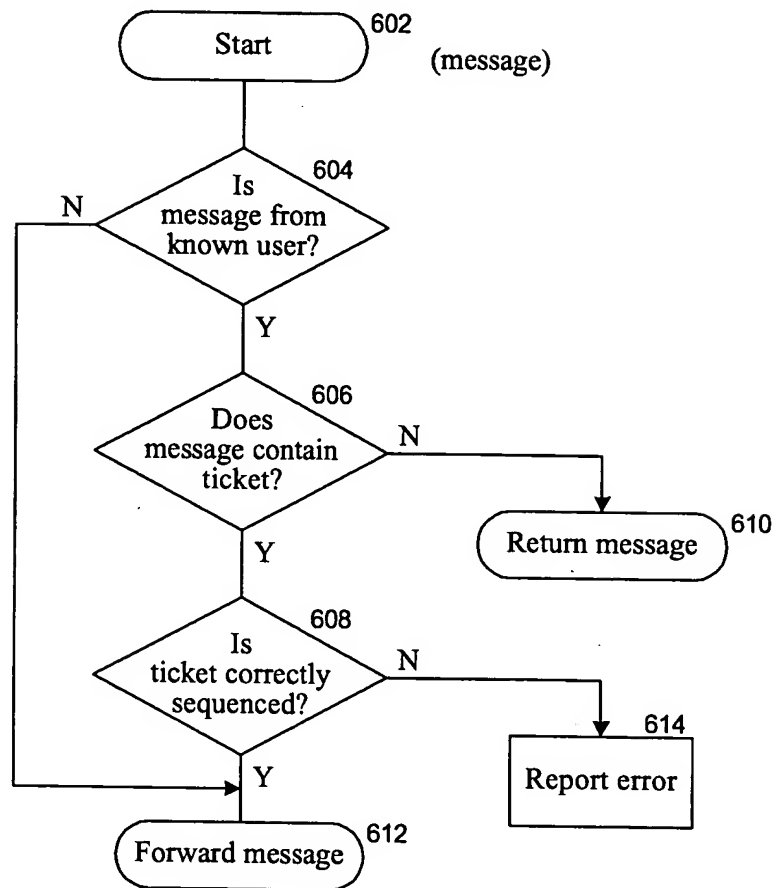 Start
602
(message)
604
Is
message from
known user?
N
Y
606
Does
message contain
ticket?
N
Y
Return message
610
608
Is
ticket correctly
sequenced?
N
Y
614
Report error
Forward message
612